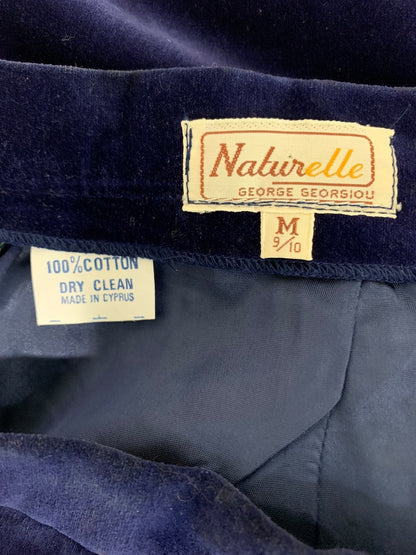 Naturelle
GEORGE GEORGIOU
M
9/10
100% COTTON
DRY CLEAN
MADE IN CYPRUS